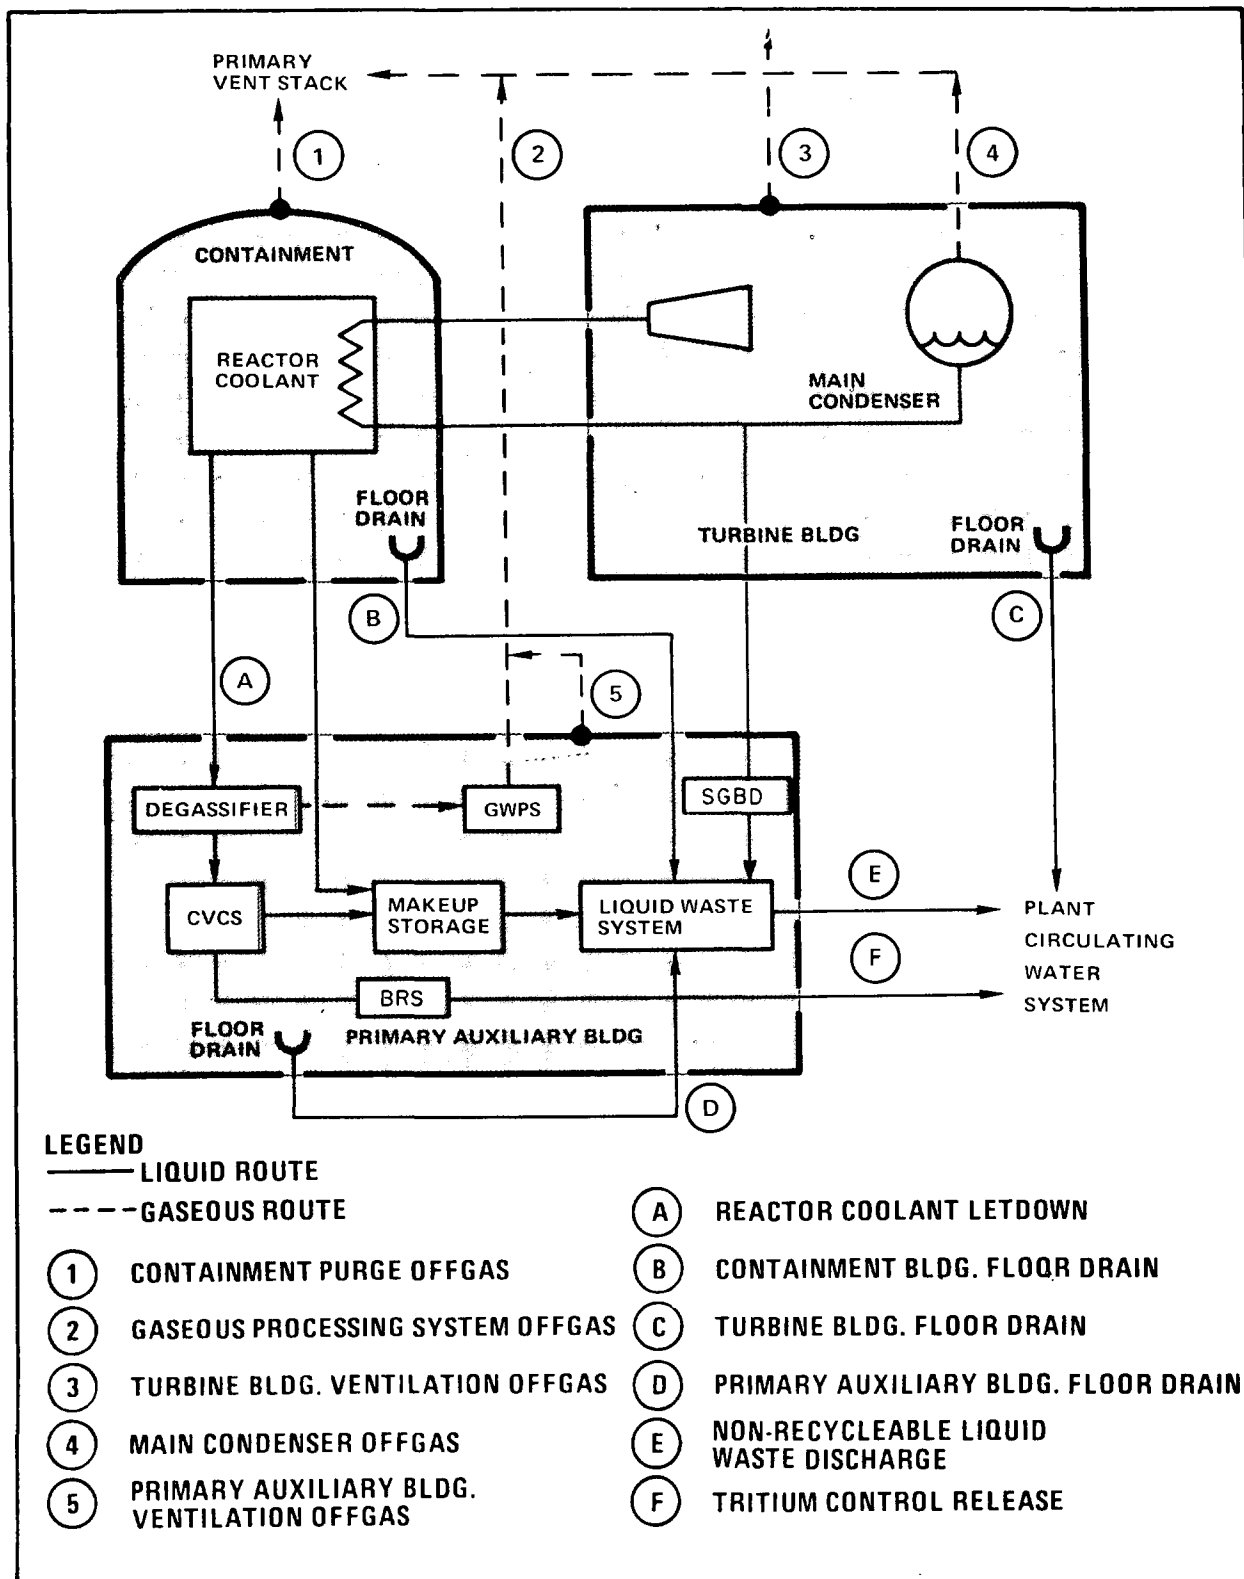 PRIMARY
VENT STACK
1
2
3
4
CONTAINMENT
REACTOR
COOLANT
MAIN
CONDENSER
FLOOR
DRAIN
TURBINE BLDG
FLOOR
DRAIN
B
C
A
5
DEGASSIFIER
GWPS
SGBD
E
CVCS
MAKEUP
STORAGE
LIQUID WASTE
SYSTEM
PLANT
CIRCULATING
WATER
SYSTEM
F
BRS
FLOOR
DRAIN
PRIMARY AUXILIARY BLDG
D
LEGEND
LIQUID ROUTE
GASEOUS ROUTE
1 CONTAINMENT PURGE OFFGAS
2 GASEOUS PROCESSING SYSTEM OFFGAS
3 TURBINE BLDG. VENTILATION OFFGAS
4 MAIN CONDENSER OFFGAS
5 PRIMARY AUXILIARY BLDG.
VENTILATION OFFGAS
A REACTOR COOLANT LETDOWN
B CONTAINMENT BLDG. FLOOR DRAIN
C TURBINE BLDG. FLOOR DRAIN
D PRIMARY AUXILIARY BLDG. FLOOR DRAIN
E NON-RECYCLEABLE LIQUID
WASTE DISCHARGE
F TRITIUM CONTROL RELEASE